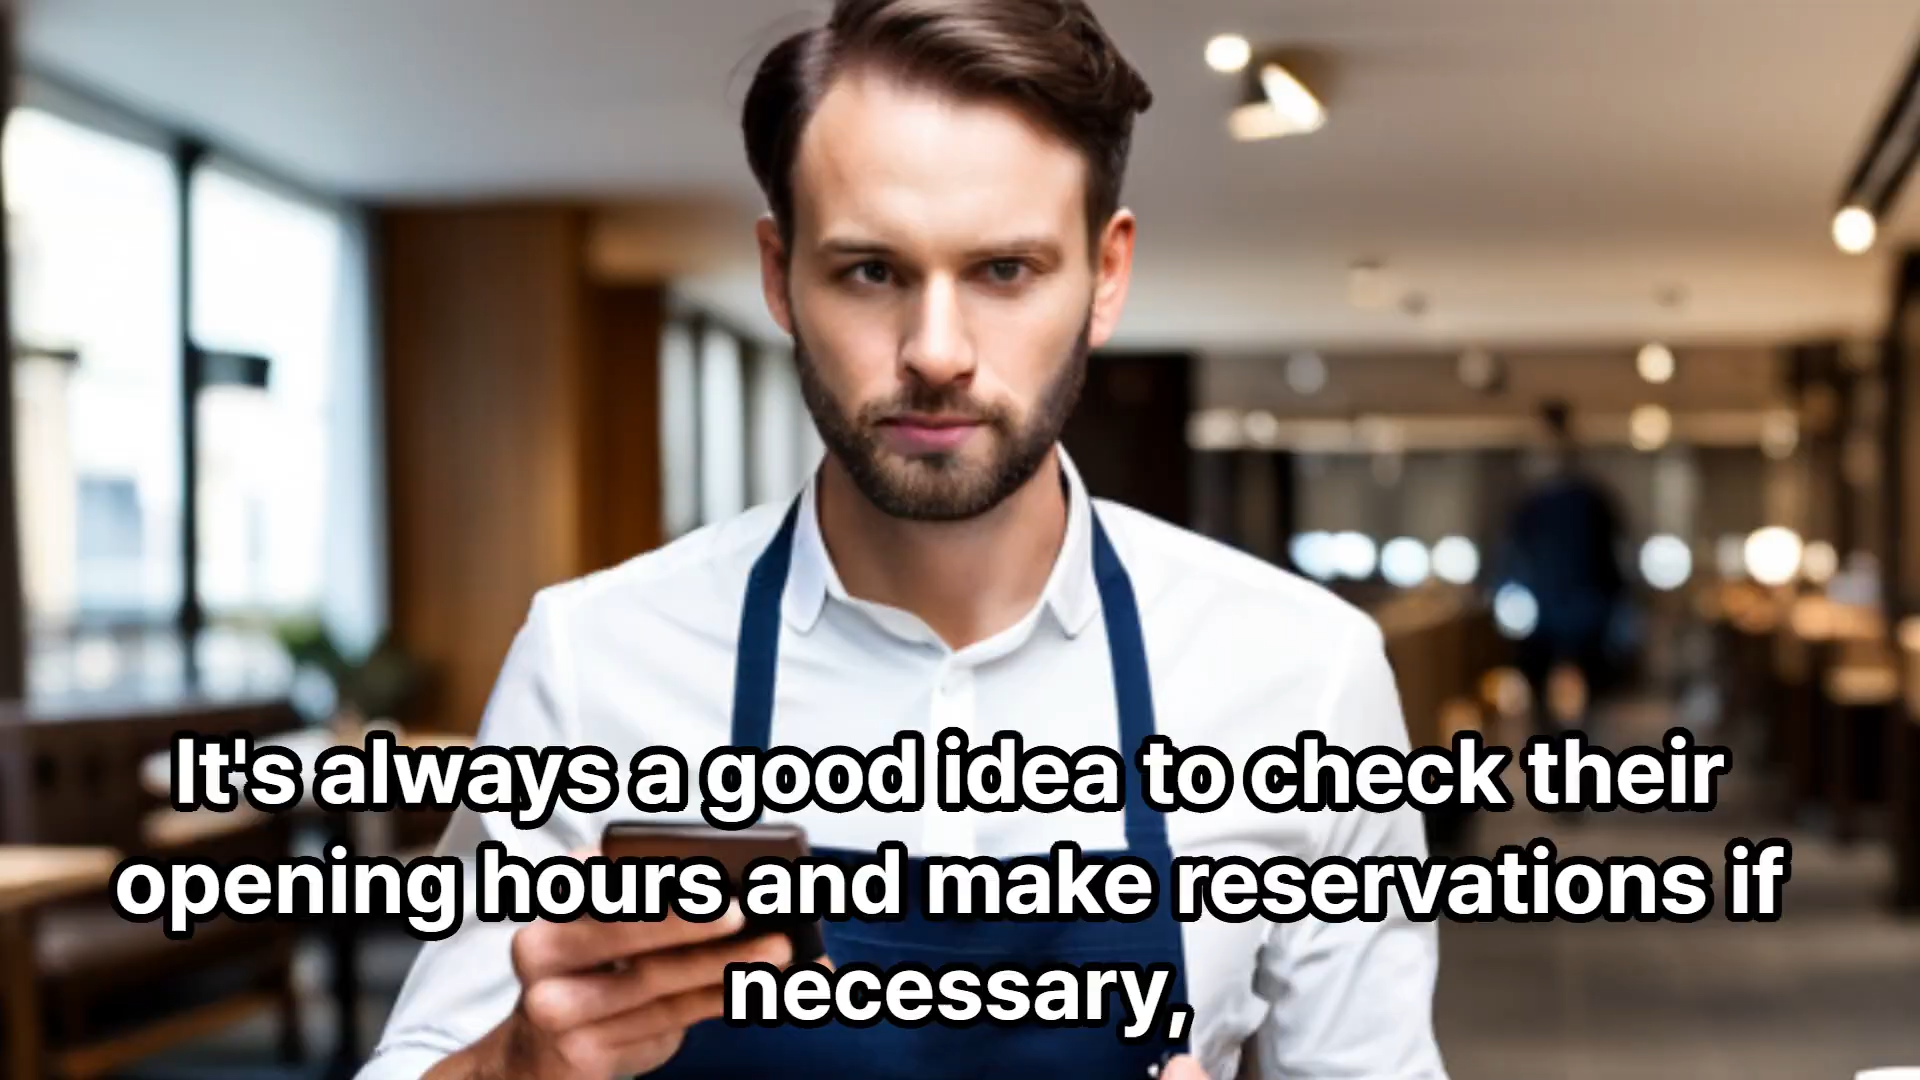 It's always a good idea to check their
opening hours and make reservations if
necessary,